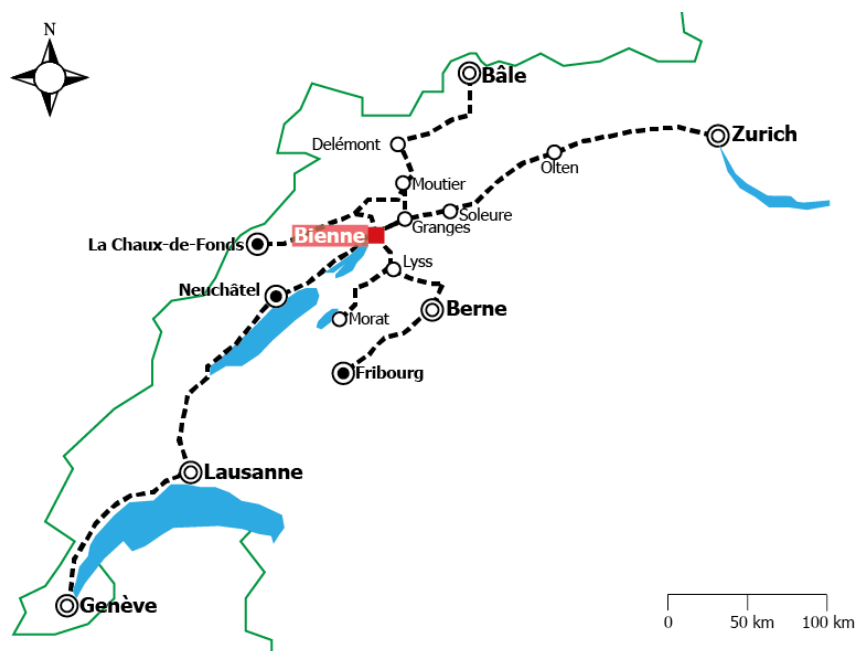 N
Bâle
Zurich
Delémont
Olten
Moutier
Soleure
Granges
Bienne
La Chaux-de-Fonds
Lyss
Neuchâtel
Berne
Morat
Fribourg
Lausanne
Genève
0 50 km 100 km